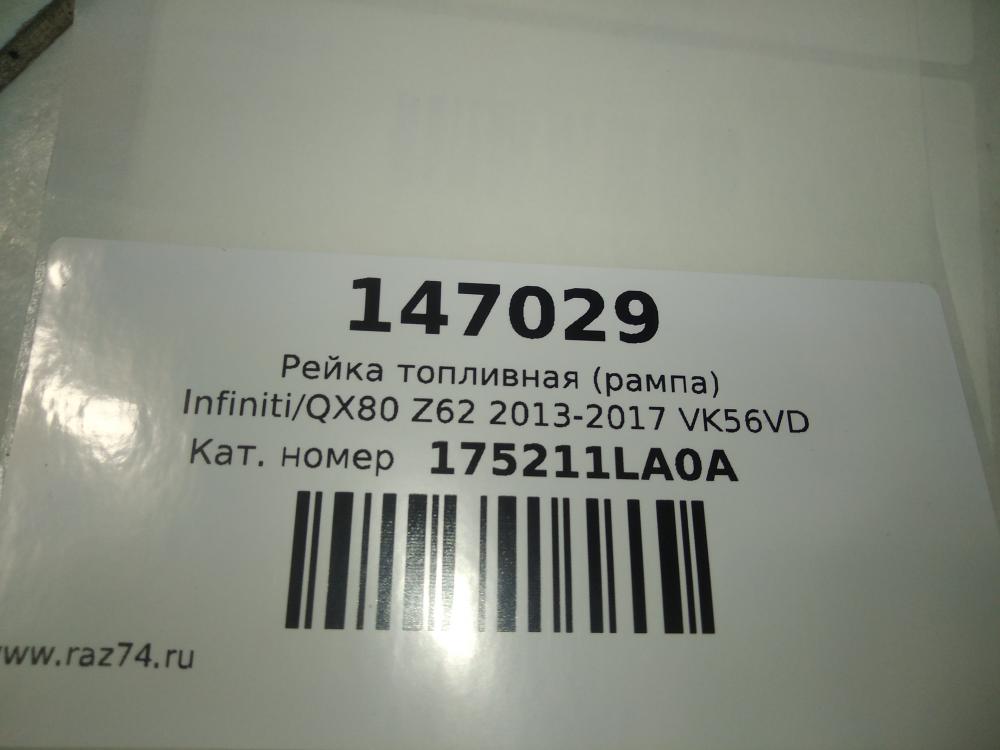 147029
Рейка топливная (рампа)
Infiniti/QX80 Z62 2013-2017 VK56VD
Кат. номер 175211LA0A
www.raz74.ru